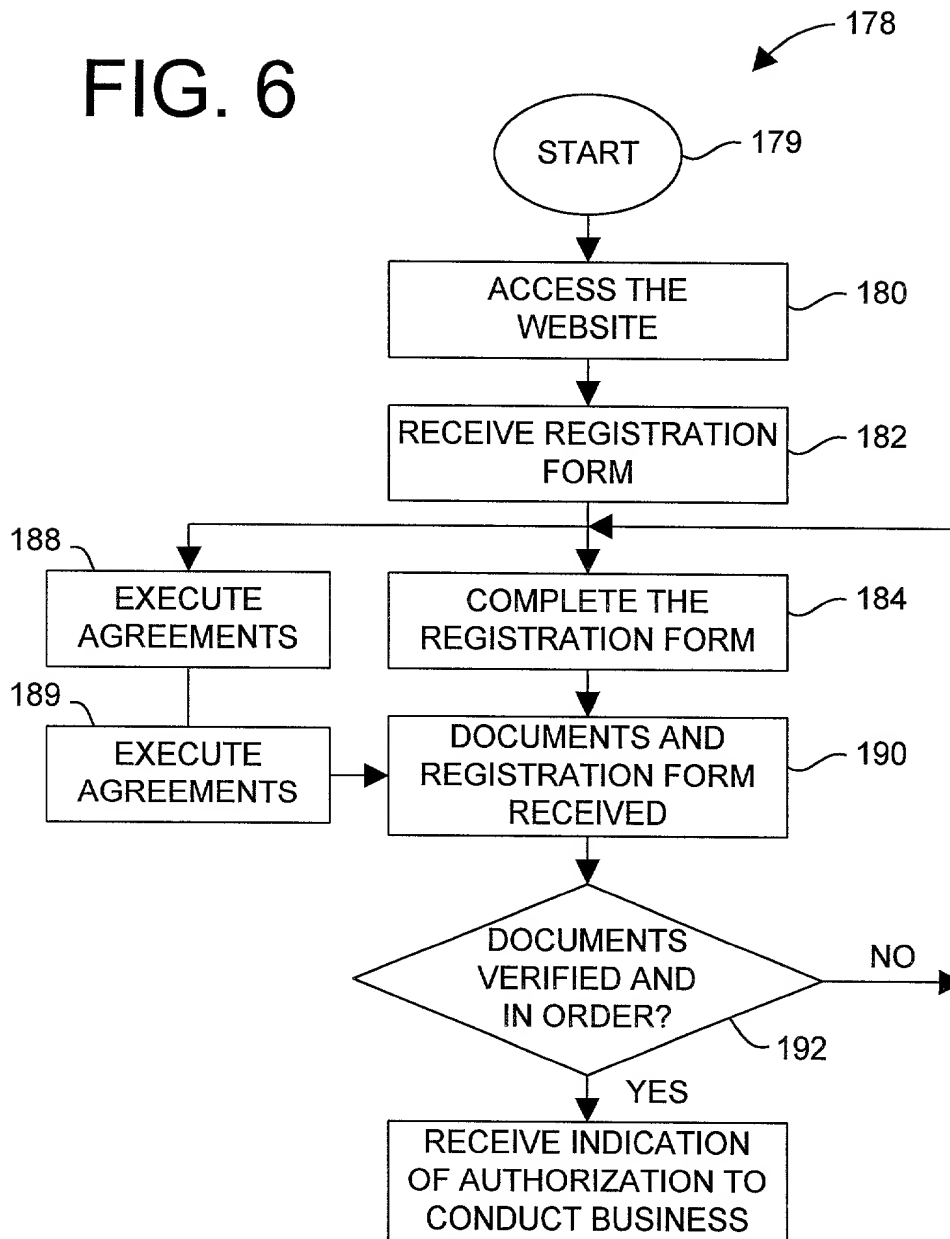 FIG. 6
178
START
179
ACCESS THE
WEBSITE
180
RECEIVE REGISTRATION
FORM
182
188
EXECUTE
AGREEMENTS
COMPLETE THE
REGISTRATION FORM
184
189
EXECUTE
AGREEMENTS
DOCUMENTS AND
REGISTRATION FORM
RECEIVED
190
DOCUMENTS
VERIFIED AND
IN ORDER?
NO
192
YES
RECEIVE INDICATION
OF AUTHORIZATION TO
CONDUCT BUSINESS